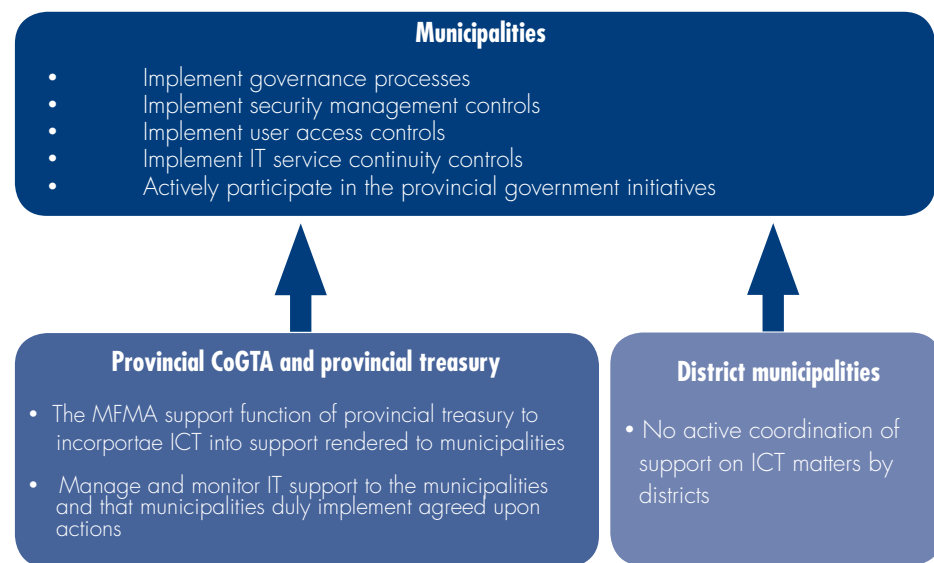 Municipalities
• Implement governance processes
• Implement security management controls
• Implement user access controls
• Implement IT service continuity controls
• Actively participate in the provincial government initiatives
Provincial CoGTA and provincial treasury
• The MFMA support function of provincial treasury to
incorportae ICT into support rendered to municipalities
• Manage and monitor IT support to the municipalities
and that municipalities duly implement agreed upon
actions
District municipalities
• No active coordination of
support on ICT matters by
districts